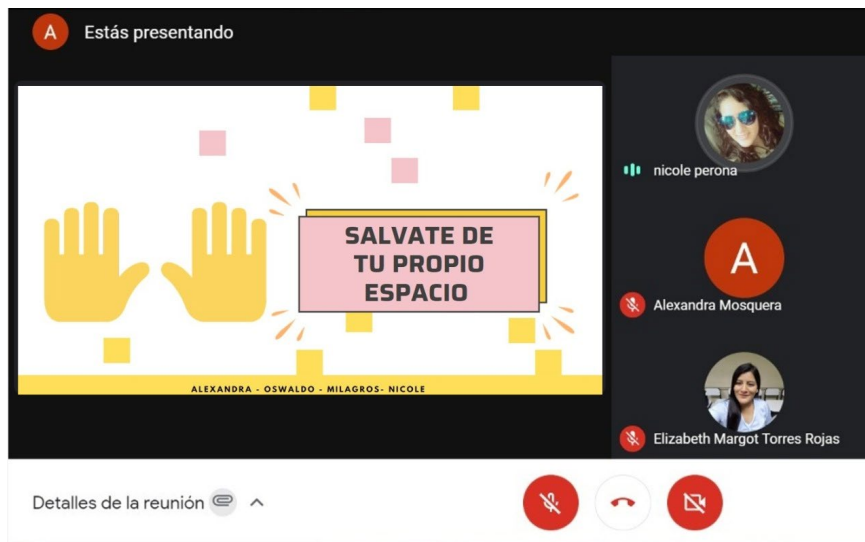 A Estás presentando
SALVATE DE
TU PROPIO
ESPACIO
ALEXANDRA - OSWALDO - MILAGROS- NICOLE
nicole perona
A
Alexandra Mosquera
Elizabeth Margot Torres Rojas
Detalles de la reunión